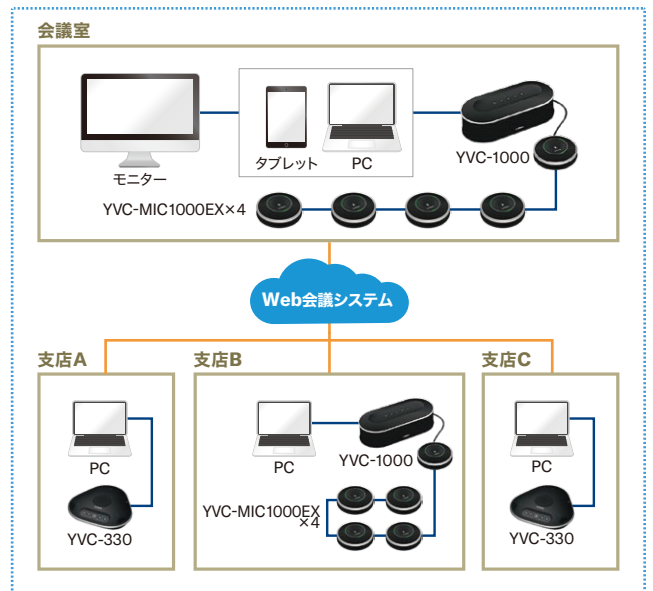 会議室
モニター
タブレット
PC
YVC-1000
YVC-MIC1000EX×4
Web会議システム
支店A
PC
YVC-330
支店B
PC
YVC-1000
YVC-MIC1000EX
×4
支店C
PC
YVC-330